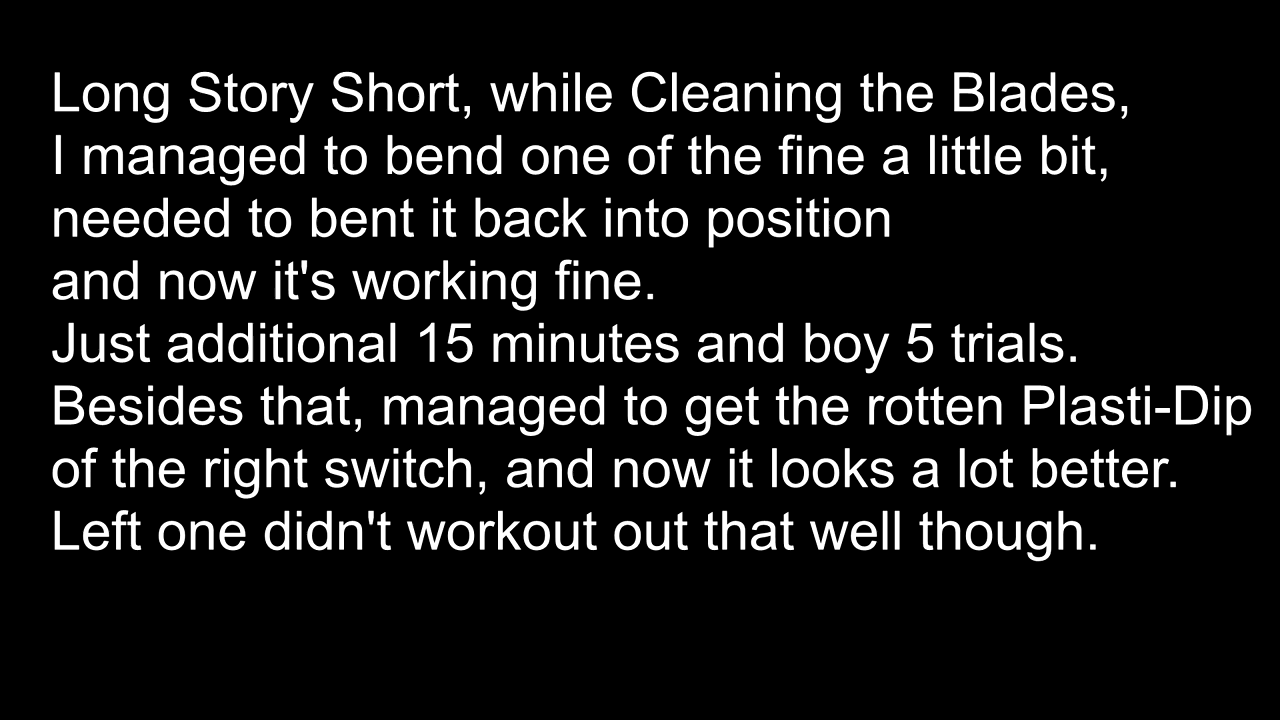 Long Story Short, while Cleaning the Blades,
I managed to bend one of the fine a little bit,
needed to bent it back into position
and now it's working fine.
Just additional 15 minutes and boy 5 trials.
Besides that, managed to get the rotten Plasti-Dip
of the right switch, and now it looks a lot better.
Left one didn't workout out that well though.